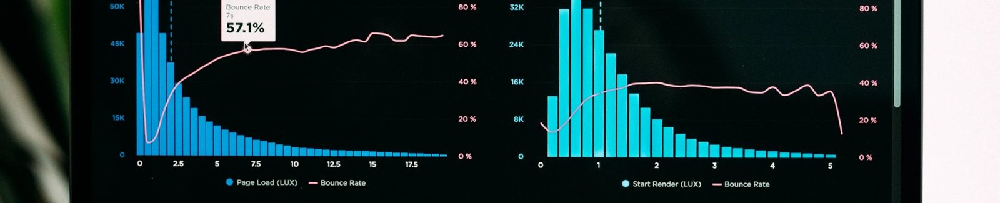 Bounce Rate
7s
57.1%
60K
45K
30K
15K
0
80 %
60 %
40 %
20 %
0 %
0 2.5 5 7.5 10 12.5 15 17.5
Page Load (LUX) Bounce Rate
32K
24K
16K
8K
0
80 %
60 %
40 %
20 %
0 %
0 1 2 3 4 5
Start Render (LUX) Bounce Rate